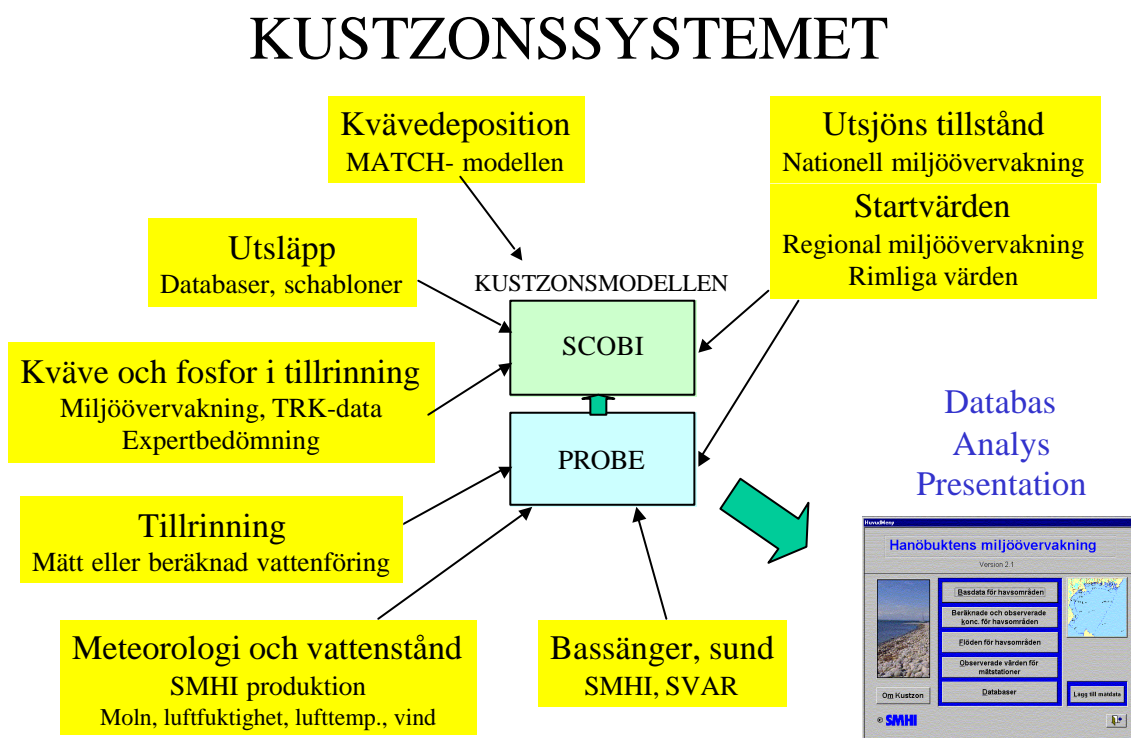 KUSTZONSSYSTEMET
Kvävedeposition
MATCH- modellen
Utsjöns tillstånd
Nationell miljöövervakning
Startvärden
Regional miljöövervakning
Rimliga värden
Utsläpp
Databaser, schabloner
KUSTZONSMODELLEN
SCOBI
Kväve och fosfor i tillrinning
Miljöövervakning, TRK-data
Expertbedömning
PROBE
Tillrinning
Mätt eller beräknad vattenföring
Meteorologi och vattenstånd
SMHI produktion
Moln, luftfuktighet, lufttemp., vind
Bassänger, sund
SMHI, SVAR
Databas
Analys
Presentation
HuvudMeny
Hanöbuktens miljöövervakning
Version 2.1
Basdata för havsområden
Beräknade och observerade
konc. för havsområden
Flöden för havsområden
Observerade värden för
mätstationer
Databaser
Om Kustzon
Lägg till mätdata
© SMHI